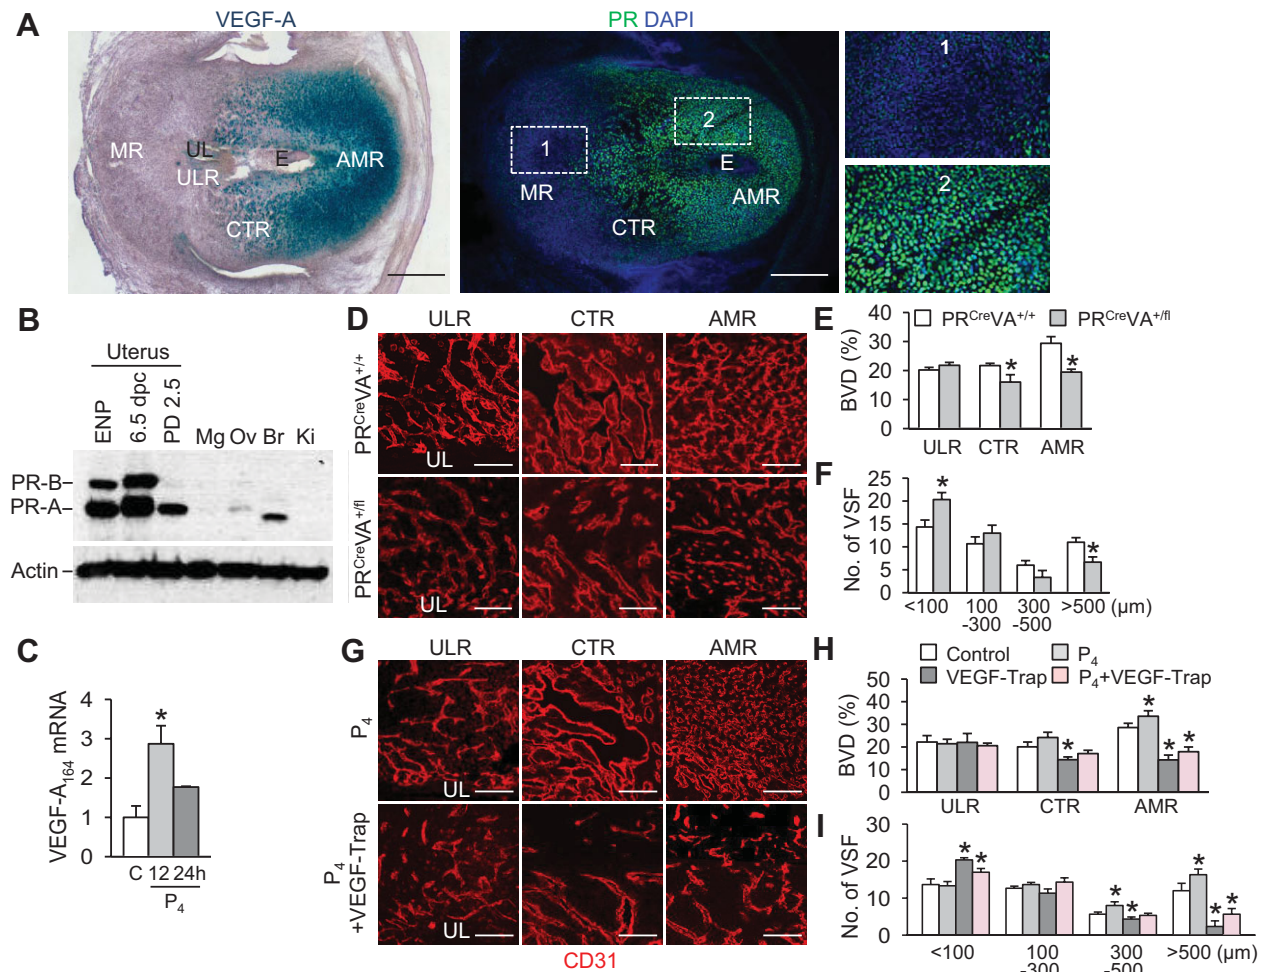 A
VEGF-A
PR DAPI
MR
UL
ULR
E
AMR
CTR
1
2
E
MR
AMR
CTR
1
2
B
Uterus
ENP
6.5 dpc
PD 2.5
Mg Ov Br Ki
PR-B
PR-A
Actin
C
VEGF-A164 mRNA
4
3
2
1
0
*
C 12 24h
P4
D
ULR CTR AMR
PRCreVA+/+
UL
PRCreVA+/fl
UL
E
PRCreVA+/+ PRCreVA+/fl
BVD (%)
40
30
20
10
0
* *
ULR CTR AMR
F
No. of VSF
25
20
15
10
5
0
* *
<100 100-300 300-500 >500 (µm)
G
ULR CTR AMR
P4
UL
P4
+VEGF-Trap
UL
CD31
H
Control P4
VEGF-Trap P4+VEGF-Trap
BVD (%)
50
40
30
20
10
0
* * * *
ULR CTR AMR
I
No. of VSF
30
20
10
0
* * * * * * *
<100 100-300 300-500 >500 (µm)